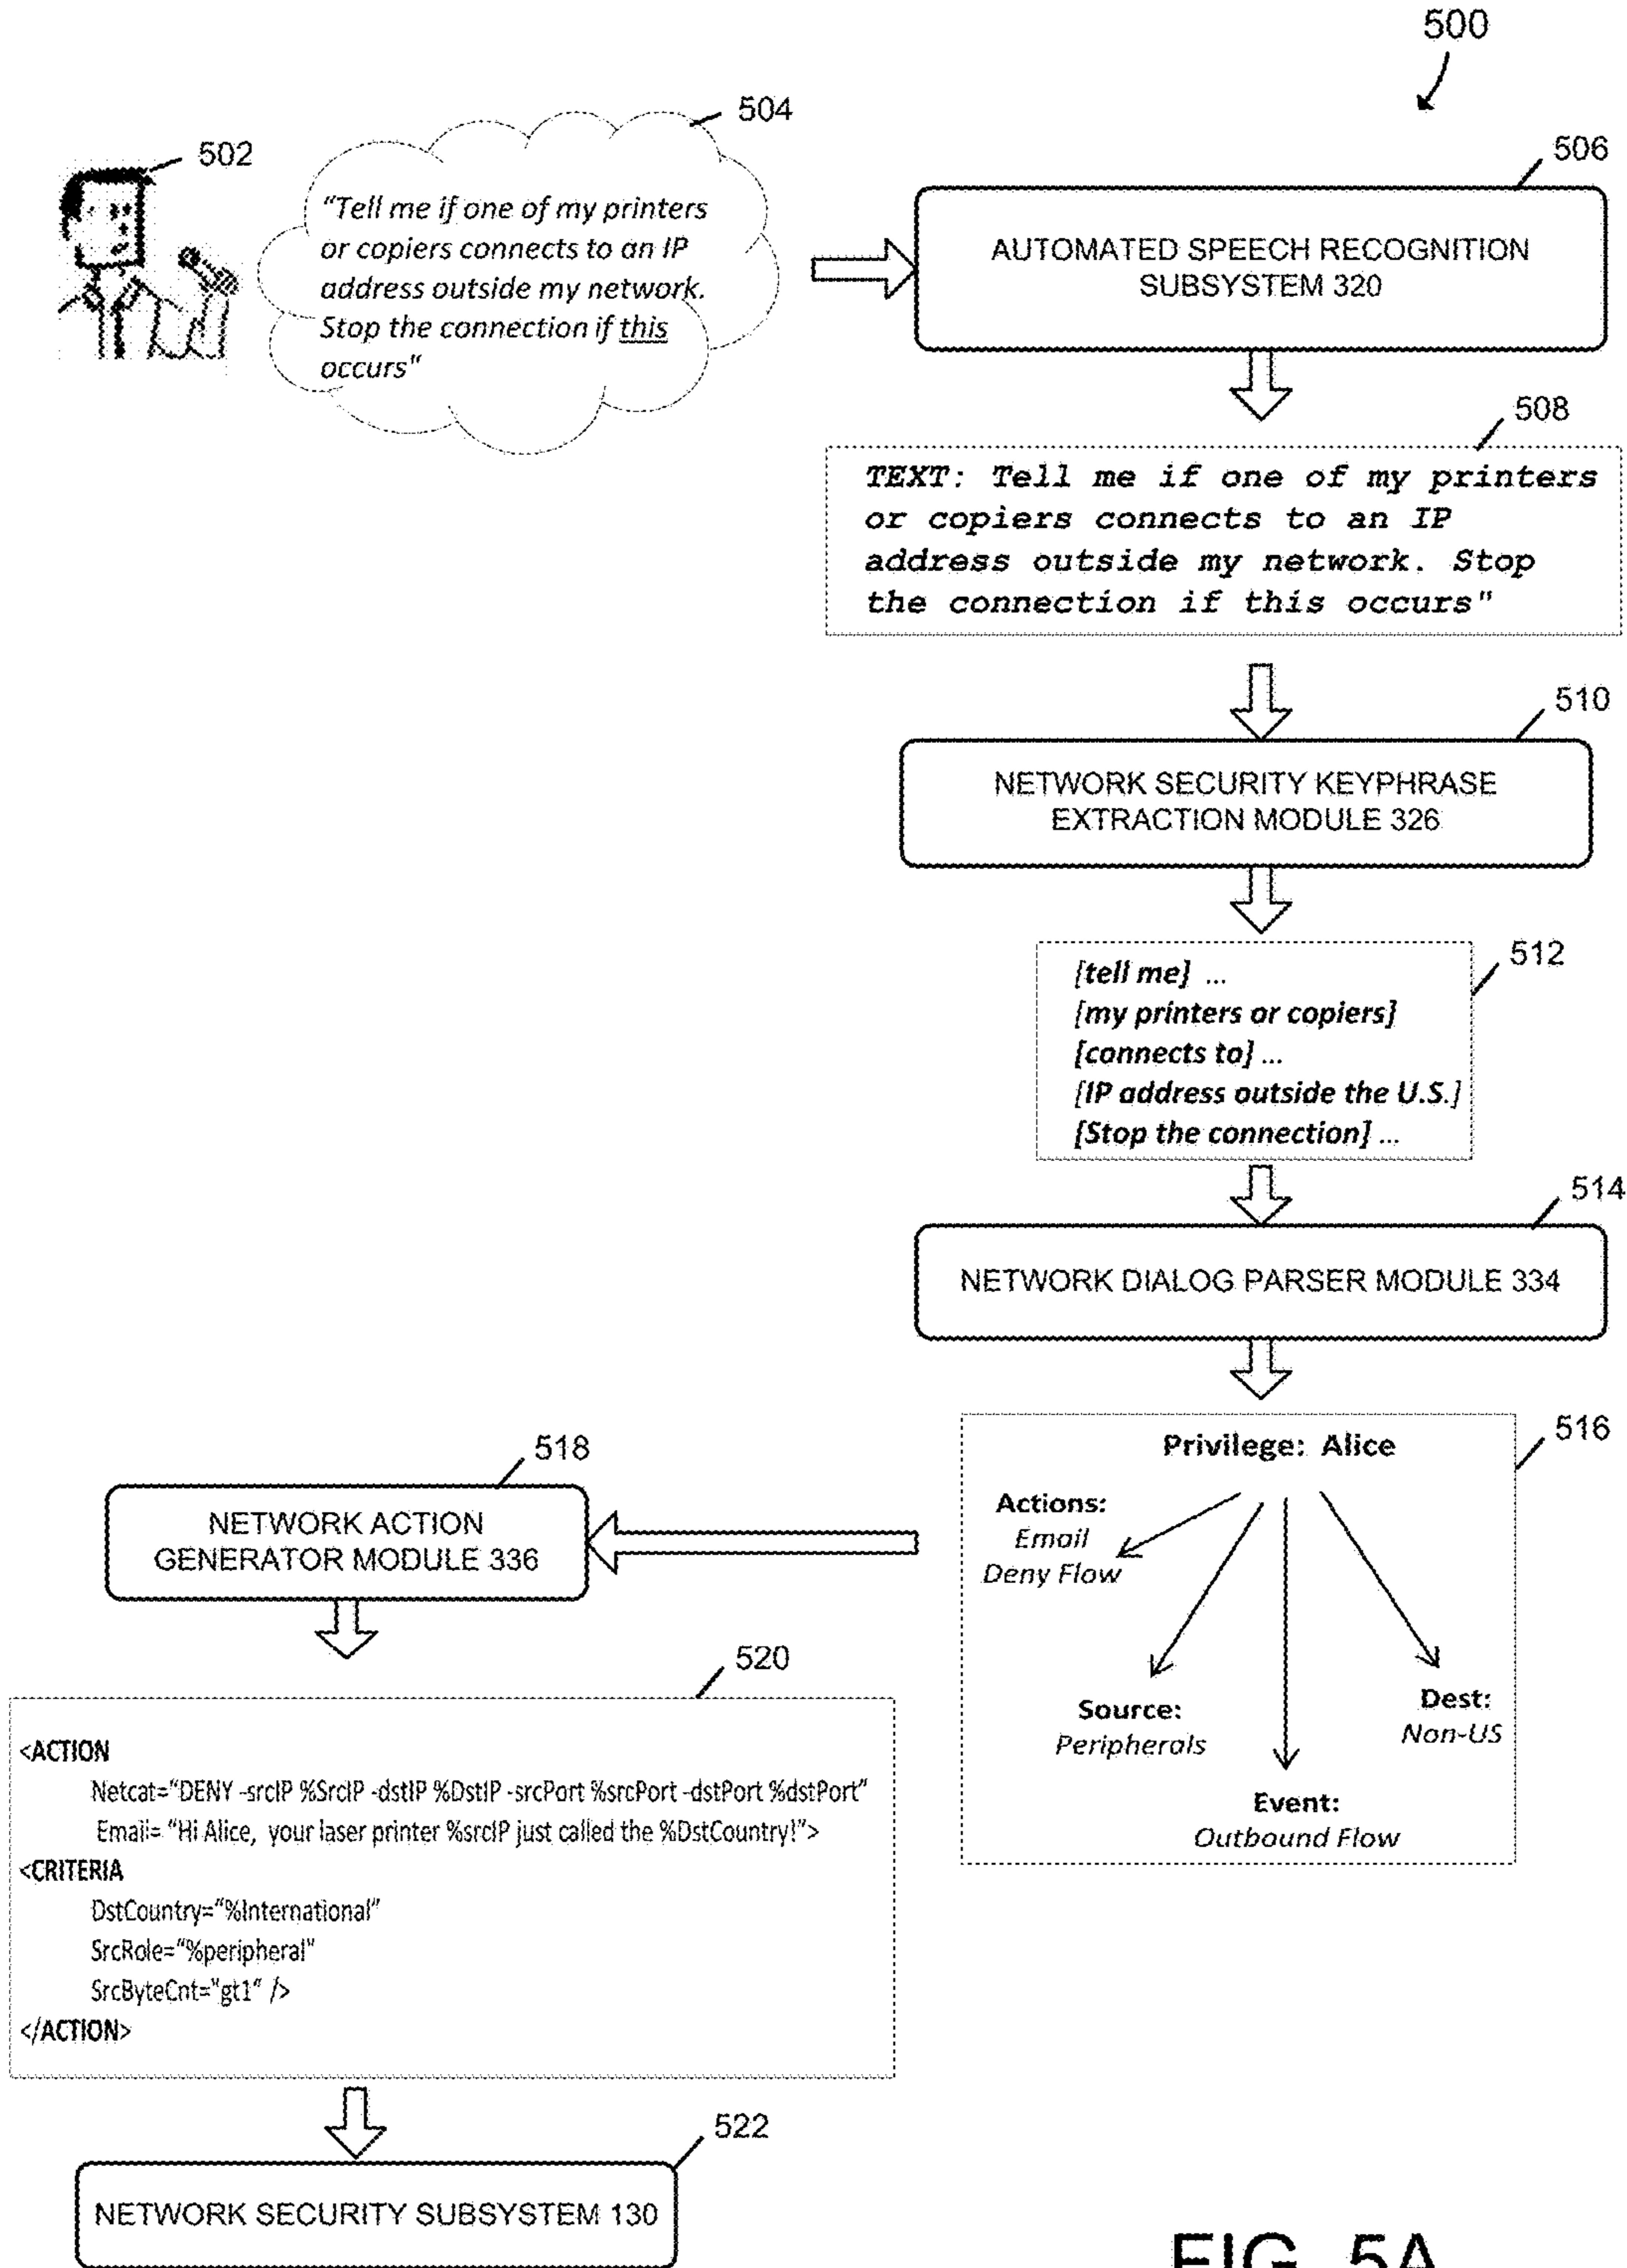 500
504
502
"Tell me if one of my printers
or copiers connects to an IP
address outside my network.
Stop the connection if this
occurs"
506
AUTOMATED SPEECH RECOGNITION
SUBSYSTEM 320
508
TEXT: Tell me if one of my printers
or copiers connects to an IP
address outside my network. Stop
the connection if this occurs"
510
NETWORK SECURITY KEYPHRASE
EXTRACTION MODULE 326
512
[tell me] ...
[my printers or copiers]
[connects to] ...
[IP address outside the U.S.]
[Stop the connection] ...
514
NETWORK DIALOG PARSER MODULE 334
516
Privilege: Alice
Actions:
Email
Deny Flow
Source:
Peripherals
Dest:
Non-US
Event:
Outbound Flow
518
NETWORK ACTION
GENERATOR MODULE 336
520
<ACTION
Netcat="DENY -srcIP %SrcIP -dstIP %DstIP -srcPort %srcPort -dstPort %dstPort"
Email= "Hi Alice, your laser printer %srcIP just called the %DstCountry!">
<CRITERIA
DstCountry="%International"
SrcRole="%peripheral"
SrcByteCnt="gt1" />
</ACTION>
522
NETWORK SECURITY SUBSYSTEM 130
FIG. 5A